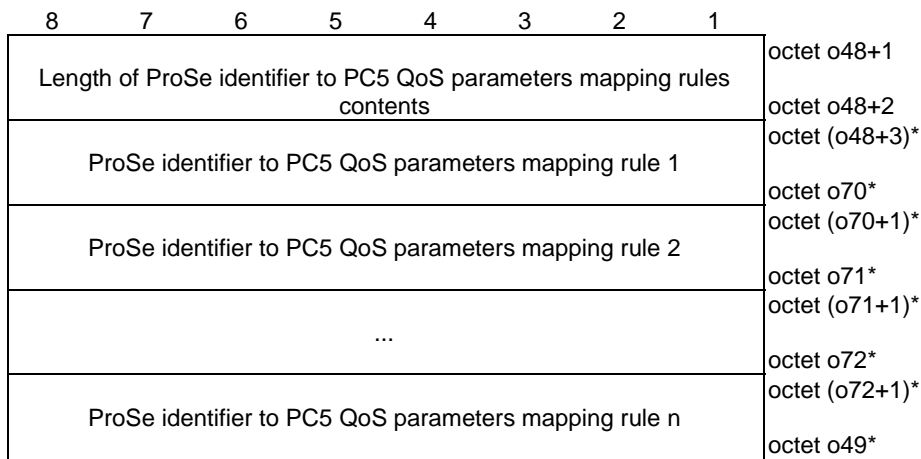 8 7 6 5 4 3 2 1
octet o48+1
Length of ProSe identifier to PC5 QoS parameters mapping rules
contents
octet o48+2
octet (o48+3)*
ProSe identifier to PC5 QoS parameters mapping rule 1
octet o70*
octet (o70+1)*
ProSe identifier to PC5 QoS parameters mapping rule 2
octet o71*
octet (o71+1)*
...
octet o72*
octet (o72+1)*
ProSe identifier to PC5 QoS parameters mapping rule n
octet o49*